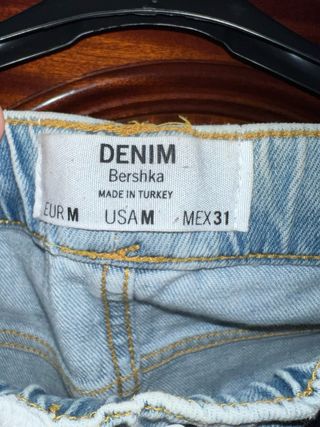 DENIM
Bershka
MADE IN TURKEY
EUR M USA M MEX 31